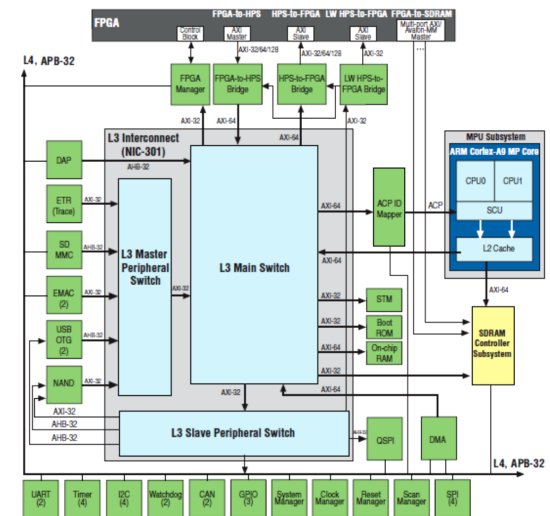 FPGA
FPGA-to-HPS HPS-to-FPGA LW HPS-to-FPGA FPGA-to-SDRAM
Control
Block
AXI
Master
AXI
Slave
AXI
Slave
Multi-port AXI/
Avalon-MM
Master
...
AXI-32/64/128
AXI-32/64/128
AXI-32
L4, APB-32
FPGA
Manager
FPGA-to-HPS
Bridge
HPS-to-FPGA
Bridge
LW HPS-to-
FPGA Bridge
AXI-32
AXI-64
AXI-64
AXI-32
L3 Interconnect
(NIC-301)
MPU Subsystem
ARM Cortex-A9 MP Core
CPU0
CPU1
SCU
L2 Cache
DAP
AHB-32
ETR
(Trace)
AXI-32
SD
MMC
AHB-32
EMAC
(2)
AXI-32
USB
OTG
(2)
AHB-32
NAND
AXI-32
L3 Master
Peripheral
Switch
AXI-32
L3 Main Switch
AXI-64
ACP ID
Mapper
ACP
AXI-64
AXI-64
AXI-32
STM
AXI-32
Boot
ROM
AXI-64
On-chip
RAM
AXI-32
SDRAM
Controller
Subsystem
AXI-32
AXI-64
AXI-32
AHB-32
AHB-32
L3 Slave Peripheral Switch
AHB-32
QSPI
DMA
L4, APB-32
UART
(2)
Timer
(4)
I2C
(4)
Watchdog
(2)
CAN
(2)
GPIO
(3)
System
Manager
Clock
Manager
Reset
Manager
Scan
Manager
SPI
(4)